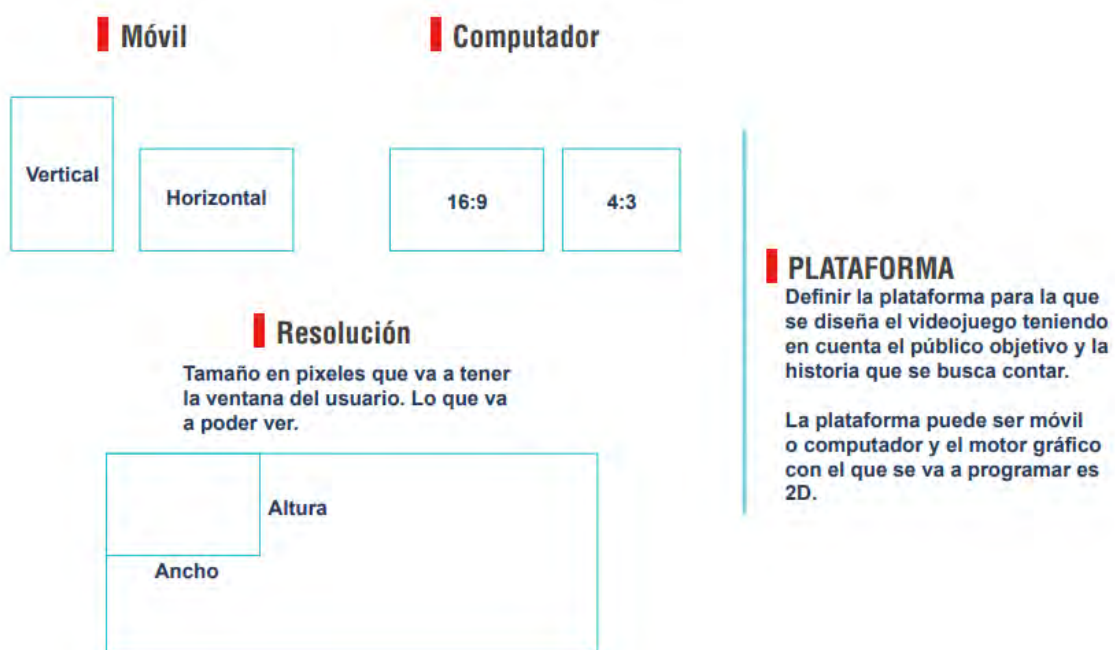 Móvil
Computador
Vertical
Horizontal
16:9
4:3
Resolución
Tamaño en pixeles que va a tener
la ventana del usuario. Lo que va
a poder ver.
Altura
Ancho
PLATAFORMA
Definir la plataforma para la que
se diseña el videojuego teniendo
en cuenta el público objetivo y la
historia que se busca contar.
La plataforma puede ser móvil
o computador y el motor gráfico
con el que se va a programar es
2D.